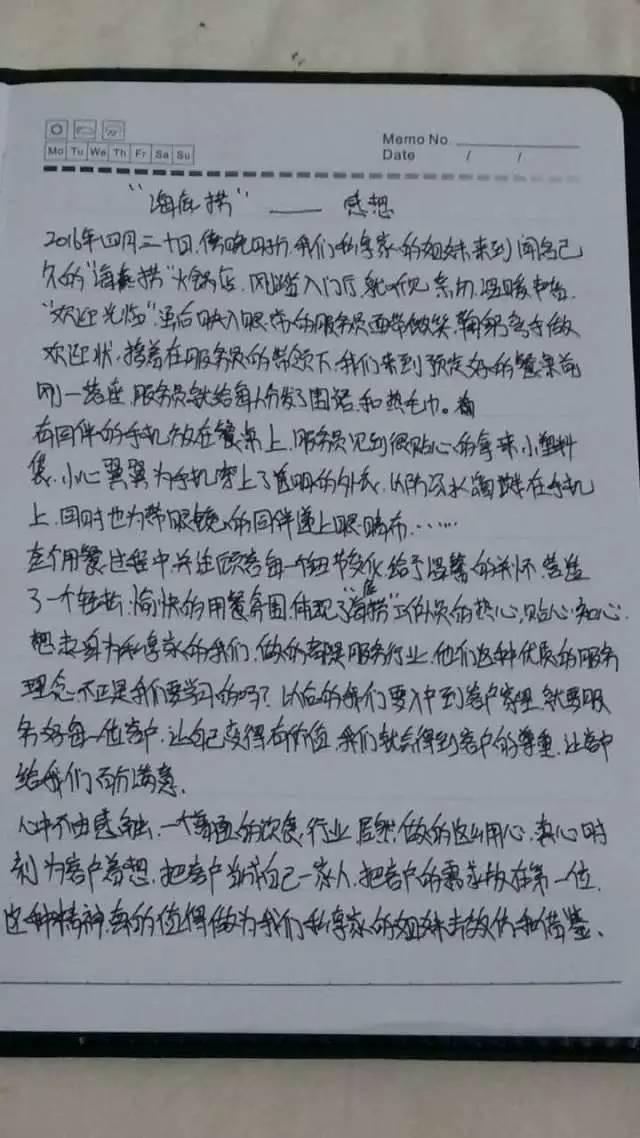 Memo No
Mo Tu We Th Fr Sa Su
Date / /
“海底捞” —— 感想
2016年四月二十日,傍晚时分,我们私享家的姐妹来到闻名已
久的“海底捞”火锅店,刚踏入门厅,就听见亲切、温暖
“欢迎光临”,进后映入眼帘的服务员面带微笑,鞠躬
欢迎状,接着在服务员的带领下,我们来到预定好的餐桌前
刚一落座,服务员就给每人分发了围裙和热毛巾。
有同伴的手机放在餐桌上,服务员见到很贴心的拿来小塑料
袋,小心翼翼为手机穿上了透明的外衣,以防汤水洒在手机
上,同时也为带眼镜的同伴递上眼睛布……
整个用餐过程中,关注顾客每一个细节变化,给予温馨的关怀,营造
了一个轻松、愉快的用餐氛围,体现了“海底捞”工作人员的热心,贴心,知心.
想起身为私享家的我们,做的都是服务行业,他们这种优质的服务
理念,不正是我们要学习的吗?以后的我们要入户到客户家里,就要服
务好每一位客户,让自己变得有价值,我们就会得到客户的尊重,让客户
给我们百分满意.
心中不由感触,一个普通的饮食行业居然做的这么用心,真心时
刻为客户着想,把客户当成自己一家人,把客户的需求放在第一位,
这种精神真的值得做为我们私享家的姐妹去效仿和借鉴、